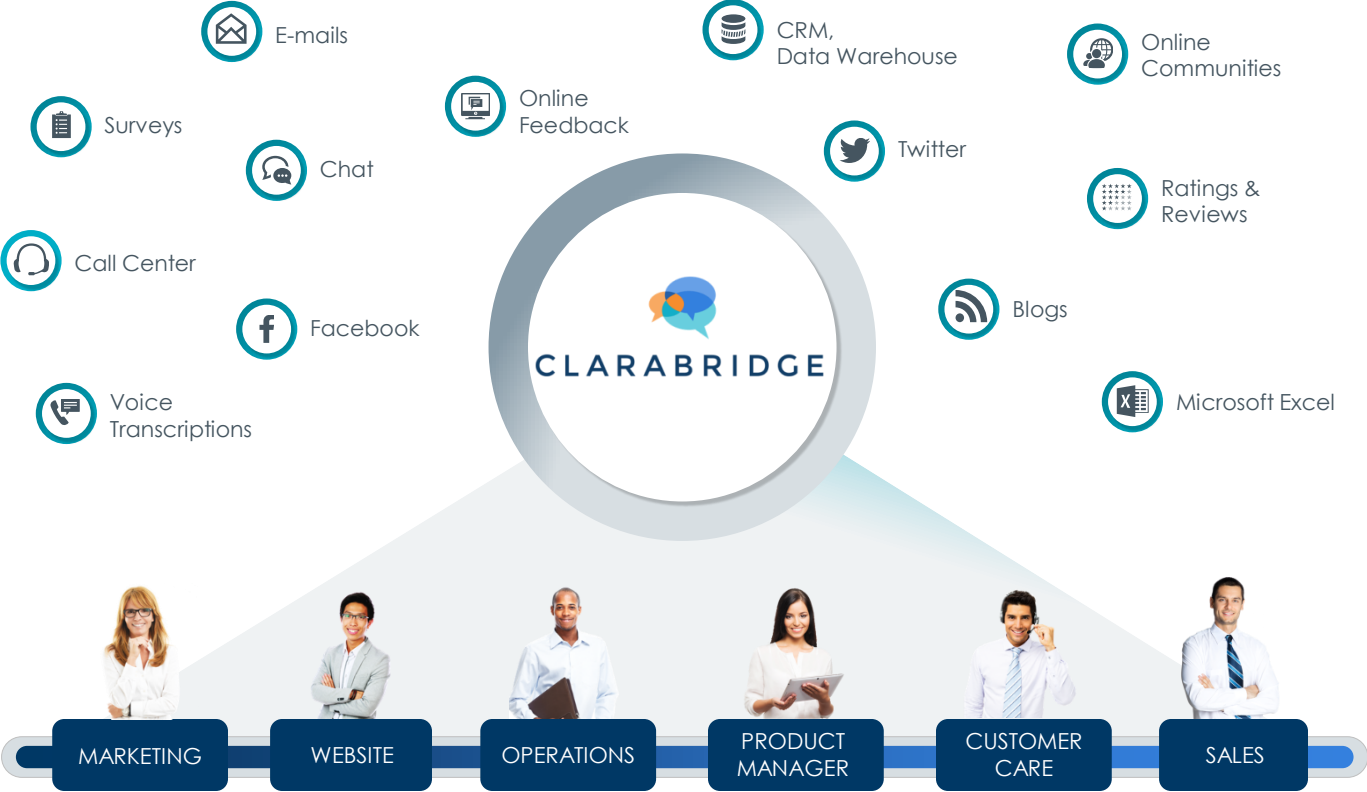 E-mails
CRM,
Data Warehouse
Online
Communities
Online
Feedback
Surveys
Twitter
Chat
Ratings &
Reviews
Call Center
Blogs
Facebook
CLARABRIDGE
Voice
Transcriptions
X
Microsoft Excel
MARKETING
WEBSITE
OPERATIONS
PRODUCT
MANAGER
CUSTOMER
CARE
SALES